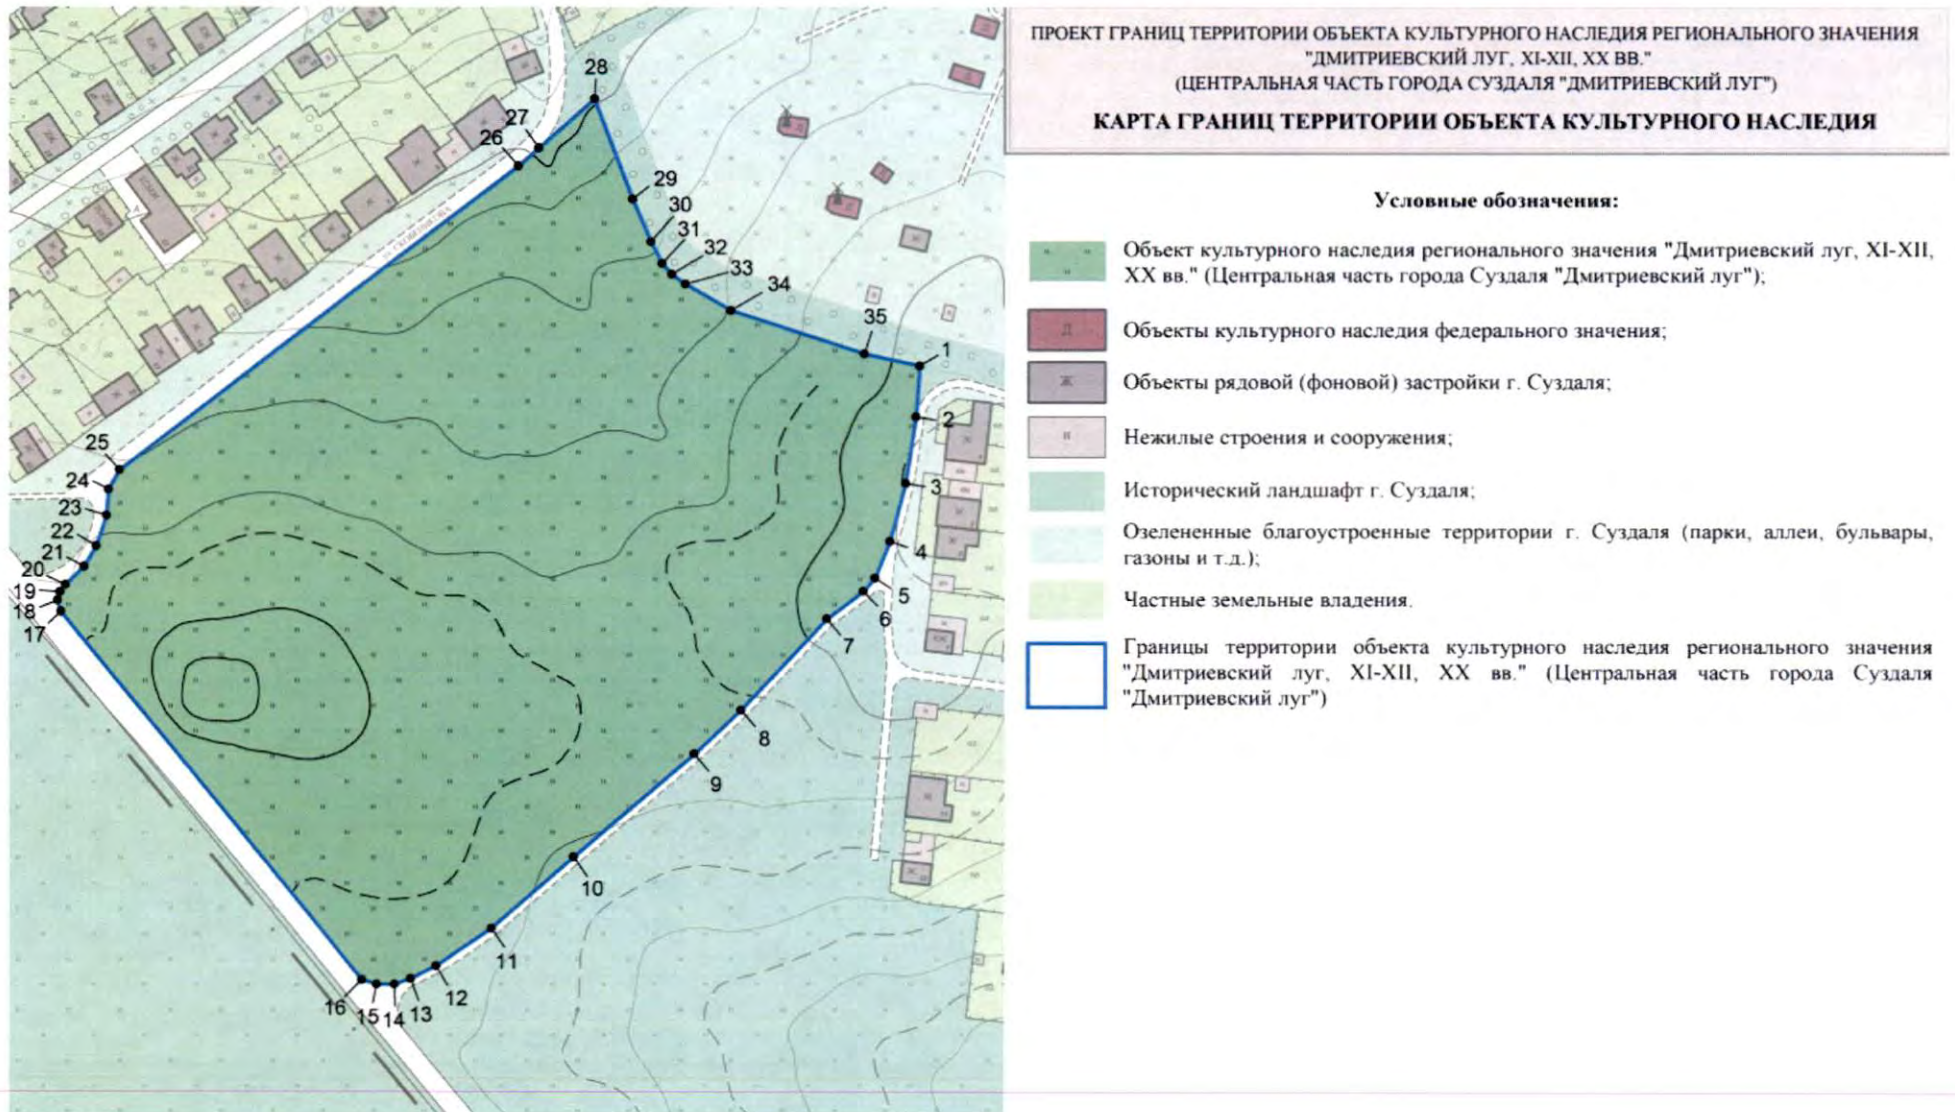 ПРОЕКТ ГРАНИЦ ТЕРРИТОРИИ ОБЪЕКТА КУЛЬТУРНОГО НАСЛЕДИЯ РЕГИОНАЛЬНОГО ЗНАЧЕНИЯ
"ДМИТРИЕВСКИЙ ЛУГ, XI-XII, XX ВВ."
(ЦЕНТРАЛЬНАЯ ЧАСТЬ ГОРОДА СУЗДАЛЯ "ДМИТРИЕВСКИЙ ЛУГ")
КАРТА ГРАНИЦ ТЕРРИТОРИИ ОБЪЕКТА КУЛЬТУРНОГО НАСЛЕДИЯ
Условные обозначения:
Объект культурного наследия регионального значения "Дмитриевский луг, XI-XII,
XX вв." (Центральная часть города Суздаля "Дмитриевский луг");
Д
Объекты культурного наследия федерального значения;
Ж
Объекты рядовой (фоновой) застройки г. Суздаля;
Н
Нежилые строения и сооружения;
Исторический ландшафт г. Суздаля;
Озелененные благоустроенные территории г. Суздаля (парки, аллеи, бульвары,
газоны и т.д.);
Частные земельные владения.
Границы территории объекта культурного наследия регионального значения
"Дмитриевский луг, XI-XII, XX вв." (Центральная часть города Суздаля
"Дмитриевский луг")
28
27
26
29
30
31
32
33
34
35
1
2
3
4
5
6
7
8
9
10
11
12
13
14
15
16
17
18
19
20
21
22
23
24
25